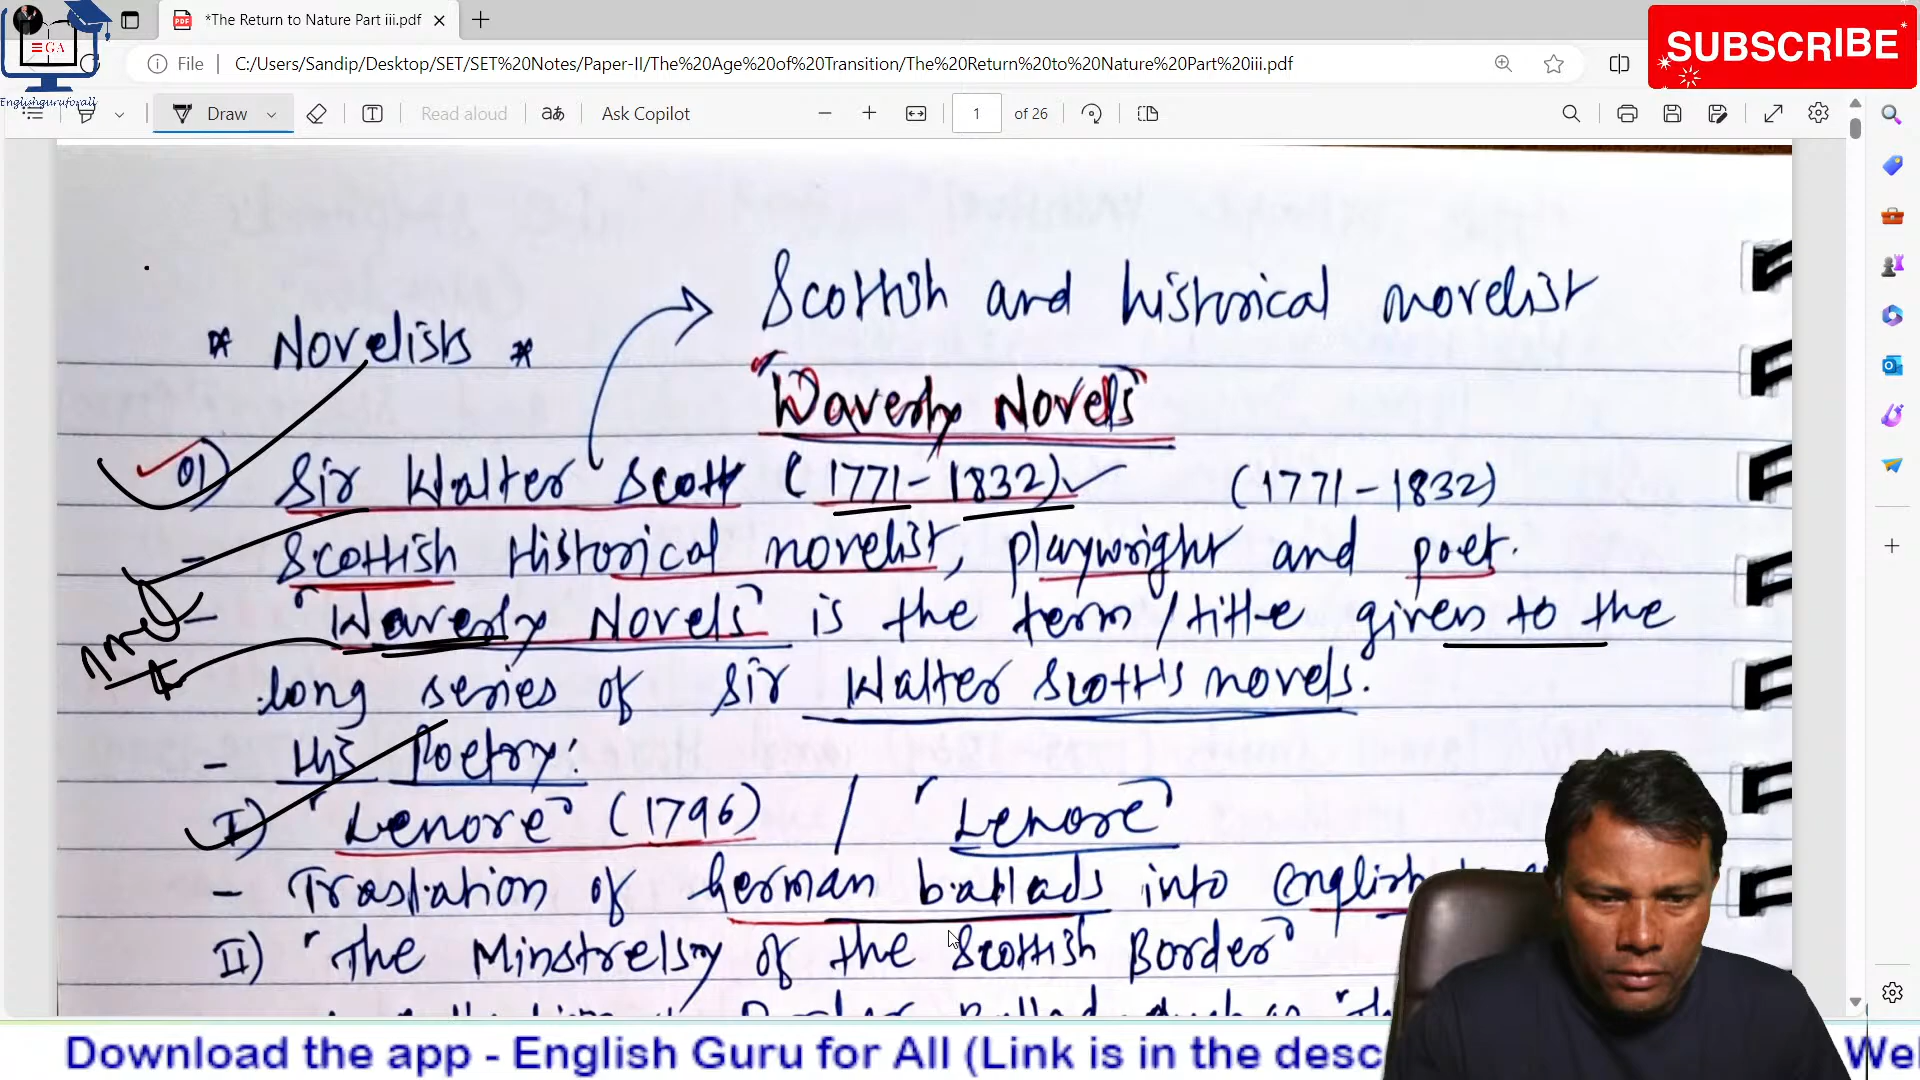 *The Return to Nature Part iii.pdf
SUBSCRIBE
EGA
Englishguruforall
File
C:/Users/Sandip/Desktop/SET/SET%20Notes/Paper-II/The%20Age%20of%20Transition/The%20Return%20to%20Nature%20Part%20iii.pdf
Draw
Read aloud
aあ
Ask Copilot
1 of 26
Scottish and historical novelist
* Novelists *
"Waverly Novels"
01) Sir Walter Scott (1771-1832) (1771-1832)
- Scottish Historical novelist, playwright and poet.
- "Waverly Novels" is the term/title given to the
long series of Sir Walter Scott's novels.
- His Poetry:
I) "Lenore" (1796) / "Lenore"
- Traslation of German ballads into english
II) "The Minstrelsy of the Scottish Border"
Download the app - English Guru for All (Link is in the desc
Wel